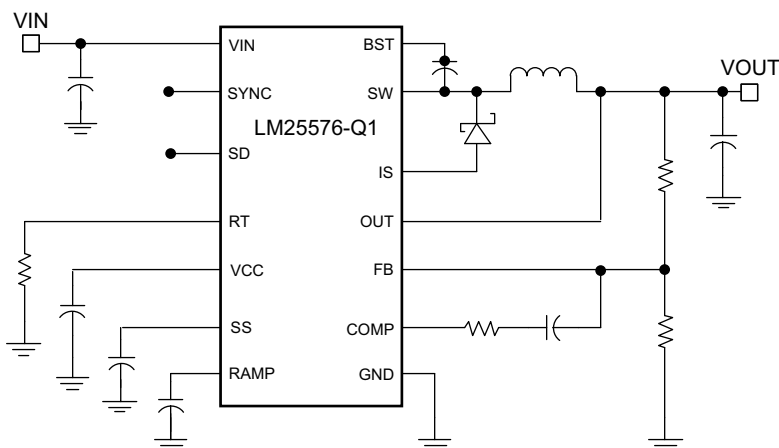 VIN
VOUT
LM25576-Q1
VIN
SYNC
SD
RT
VCC
SS
RAMP
BST
SW
IS
OUT
FB
COMP
GND